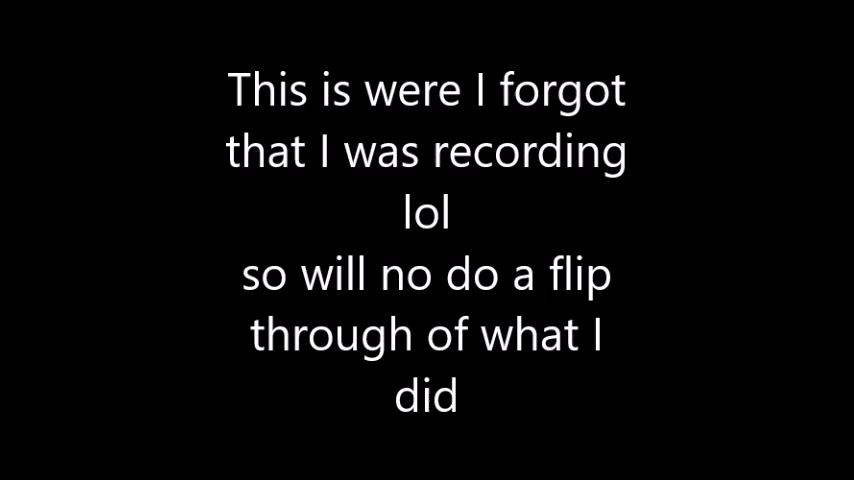 This is were I forgot
that I was recording
lol
so will no do a flip
through of what I
did